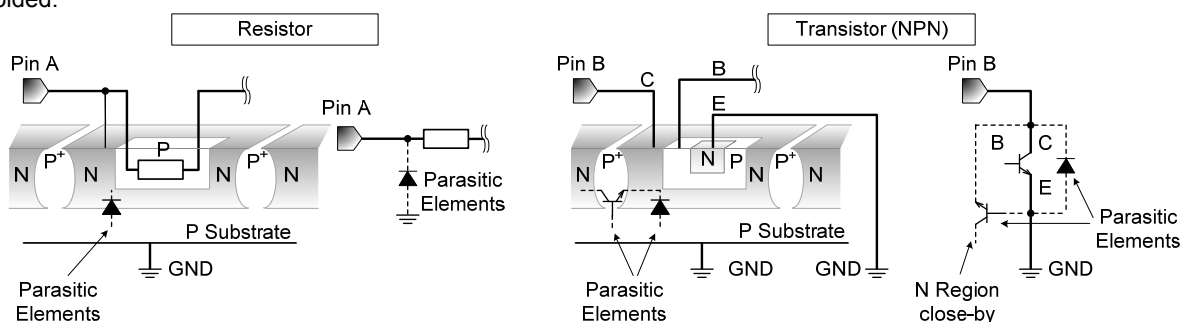 Resistor
Pin A
N
P+
N
P
N
P+
N
P Substrate
GND
Parasitic
Elements
Pin A
Parasitic
Elements
Transistor (NPN)
Pin B
C
B
E
N
P+
N
N
P
N
P+
N
P Substrate
GND
GND
Parasitic
Elements
Pin B
B
C
E
Parasitic
Elements
GND
N Region
close-by